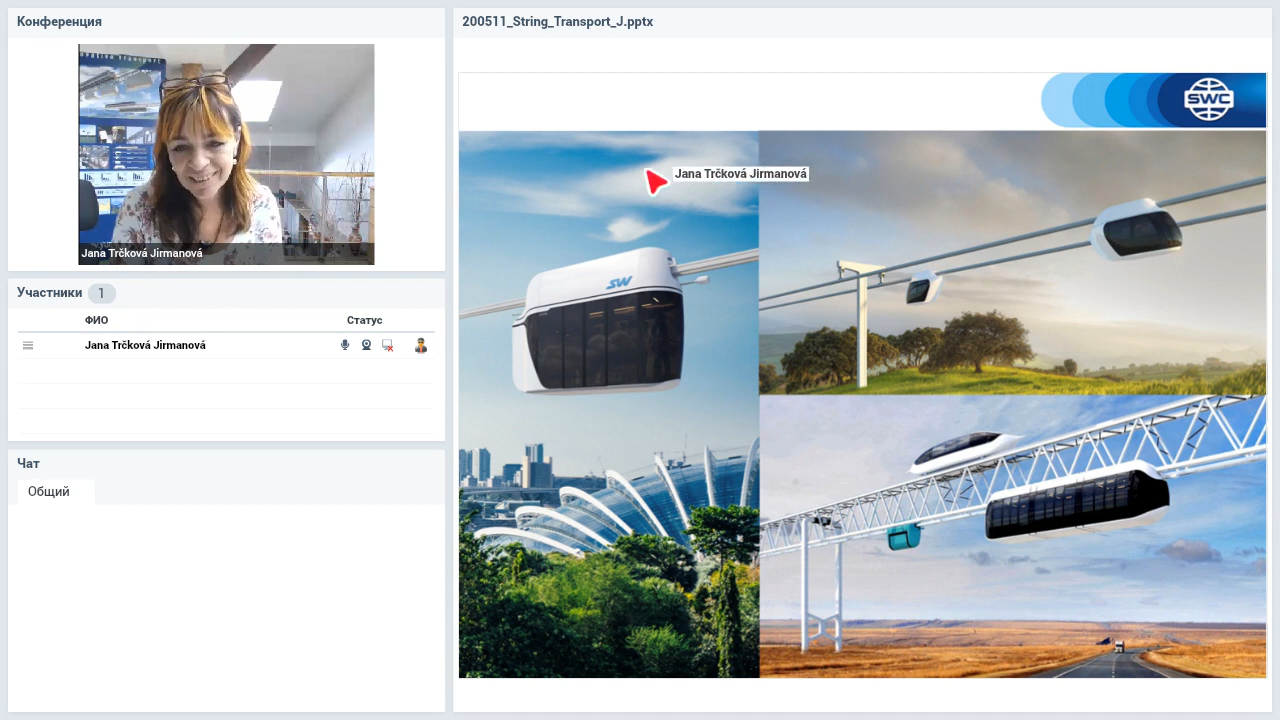 Конференция
Jana Trčková Jirmanová
Участники 1
ФИО Статус
Jana Trčková Jirmanová
Чат
Общий
200511_String_Transport_J.pptx
SWC
Jana Trčková Jirmanová
SW